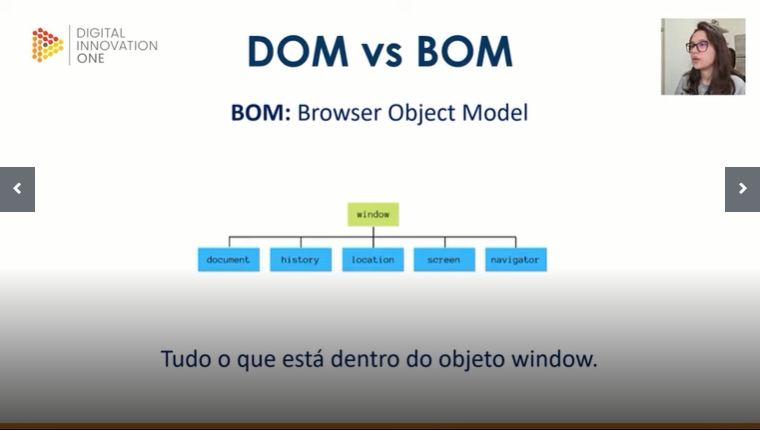 DIGITAL
INNOVATION
ONE
DOM vs BOM
BOM: Browser Object Model
window
document history location screen navigator
Tudo o que está dentro do objeto window.